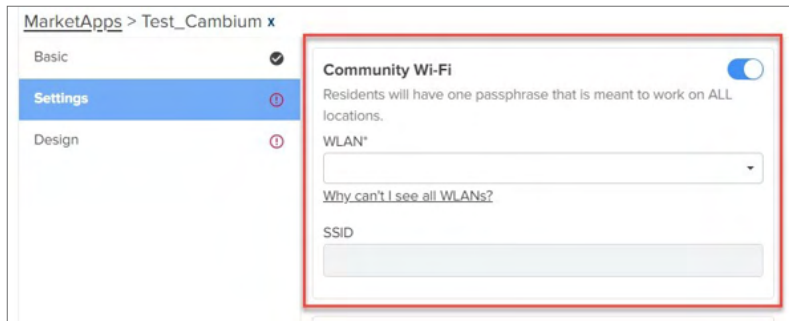 MarketApps > Test_Cambium x
Basic
Settings
Design
Community Wi-Fi
Residents will have one passphrase that is meant to work on ALL
locations.
WLAN*
Why can't I see all WLANs?
SSID